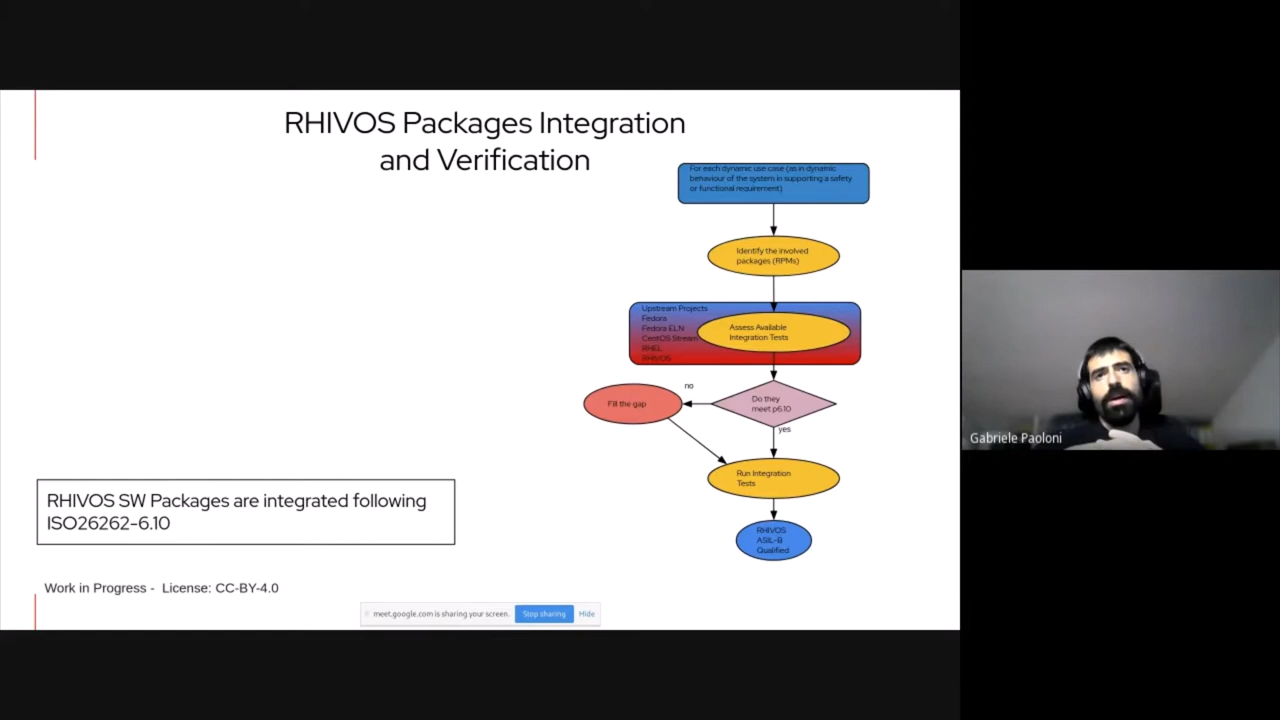 RHIVOS Packages Integration
and Verification
For each dynamic use case (as in dynamic
behaviour of the system in supporting a safety
or functional requirement)
Identify the involved
packages (RPMs)
Upstream Projects
Fedora
Fedora ELN
CentOS Stream
RHEL
RHIVOS
Assess Available
Integration Tests
no
Fill the gap
Do they
meet p6.10
yes
Run Integration
Tests
RHIVOS
ASIL-B
Qualified
RHIVOS SW Packages are integrated following
ISO26262-6.10
Work in Progress - License: CC-BY-4.0
meet.google.com is sharing your screen.
Stop sharing
Hide
Gabriele Paoloni